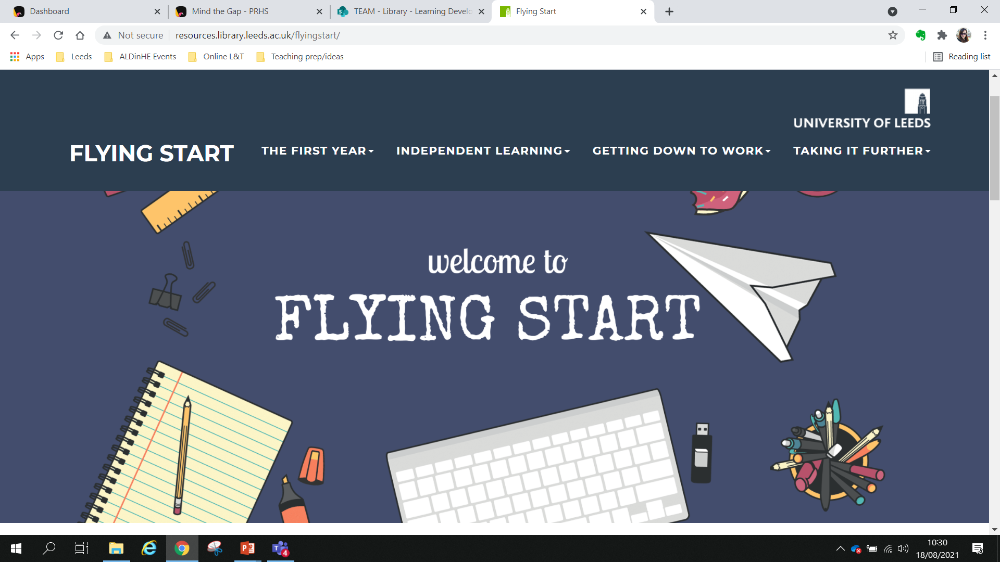 Dashboard
Mind the Gap - PRHS
TEAM - Library - Learning Develo
Flying Start
Not secure
resources.library.leeds.ac.uk/flyingstart/
Apps
Leeds
ALDinHE Events
Online L&T
Teaching prep/ideas
Reading list
UNIVERSITY OF LEEDS
FLYING START
THE FIRST YEAR
INDEPENDENT LEARNING
GETTING DOWN TO WORK
TAKING IT FURTHER
welcome to
FLYING START
4
10:30
18/08/2021